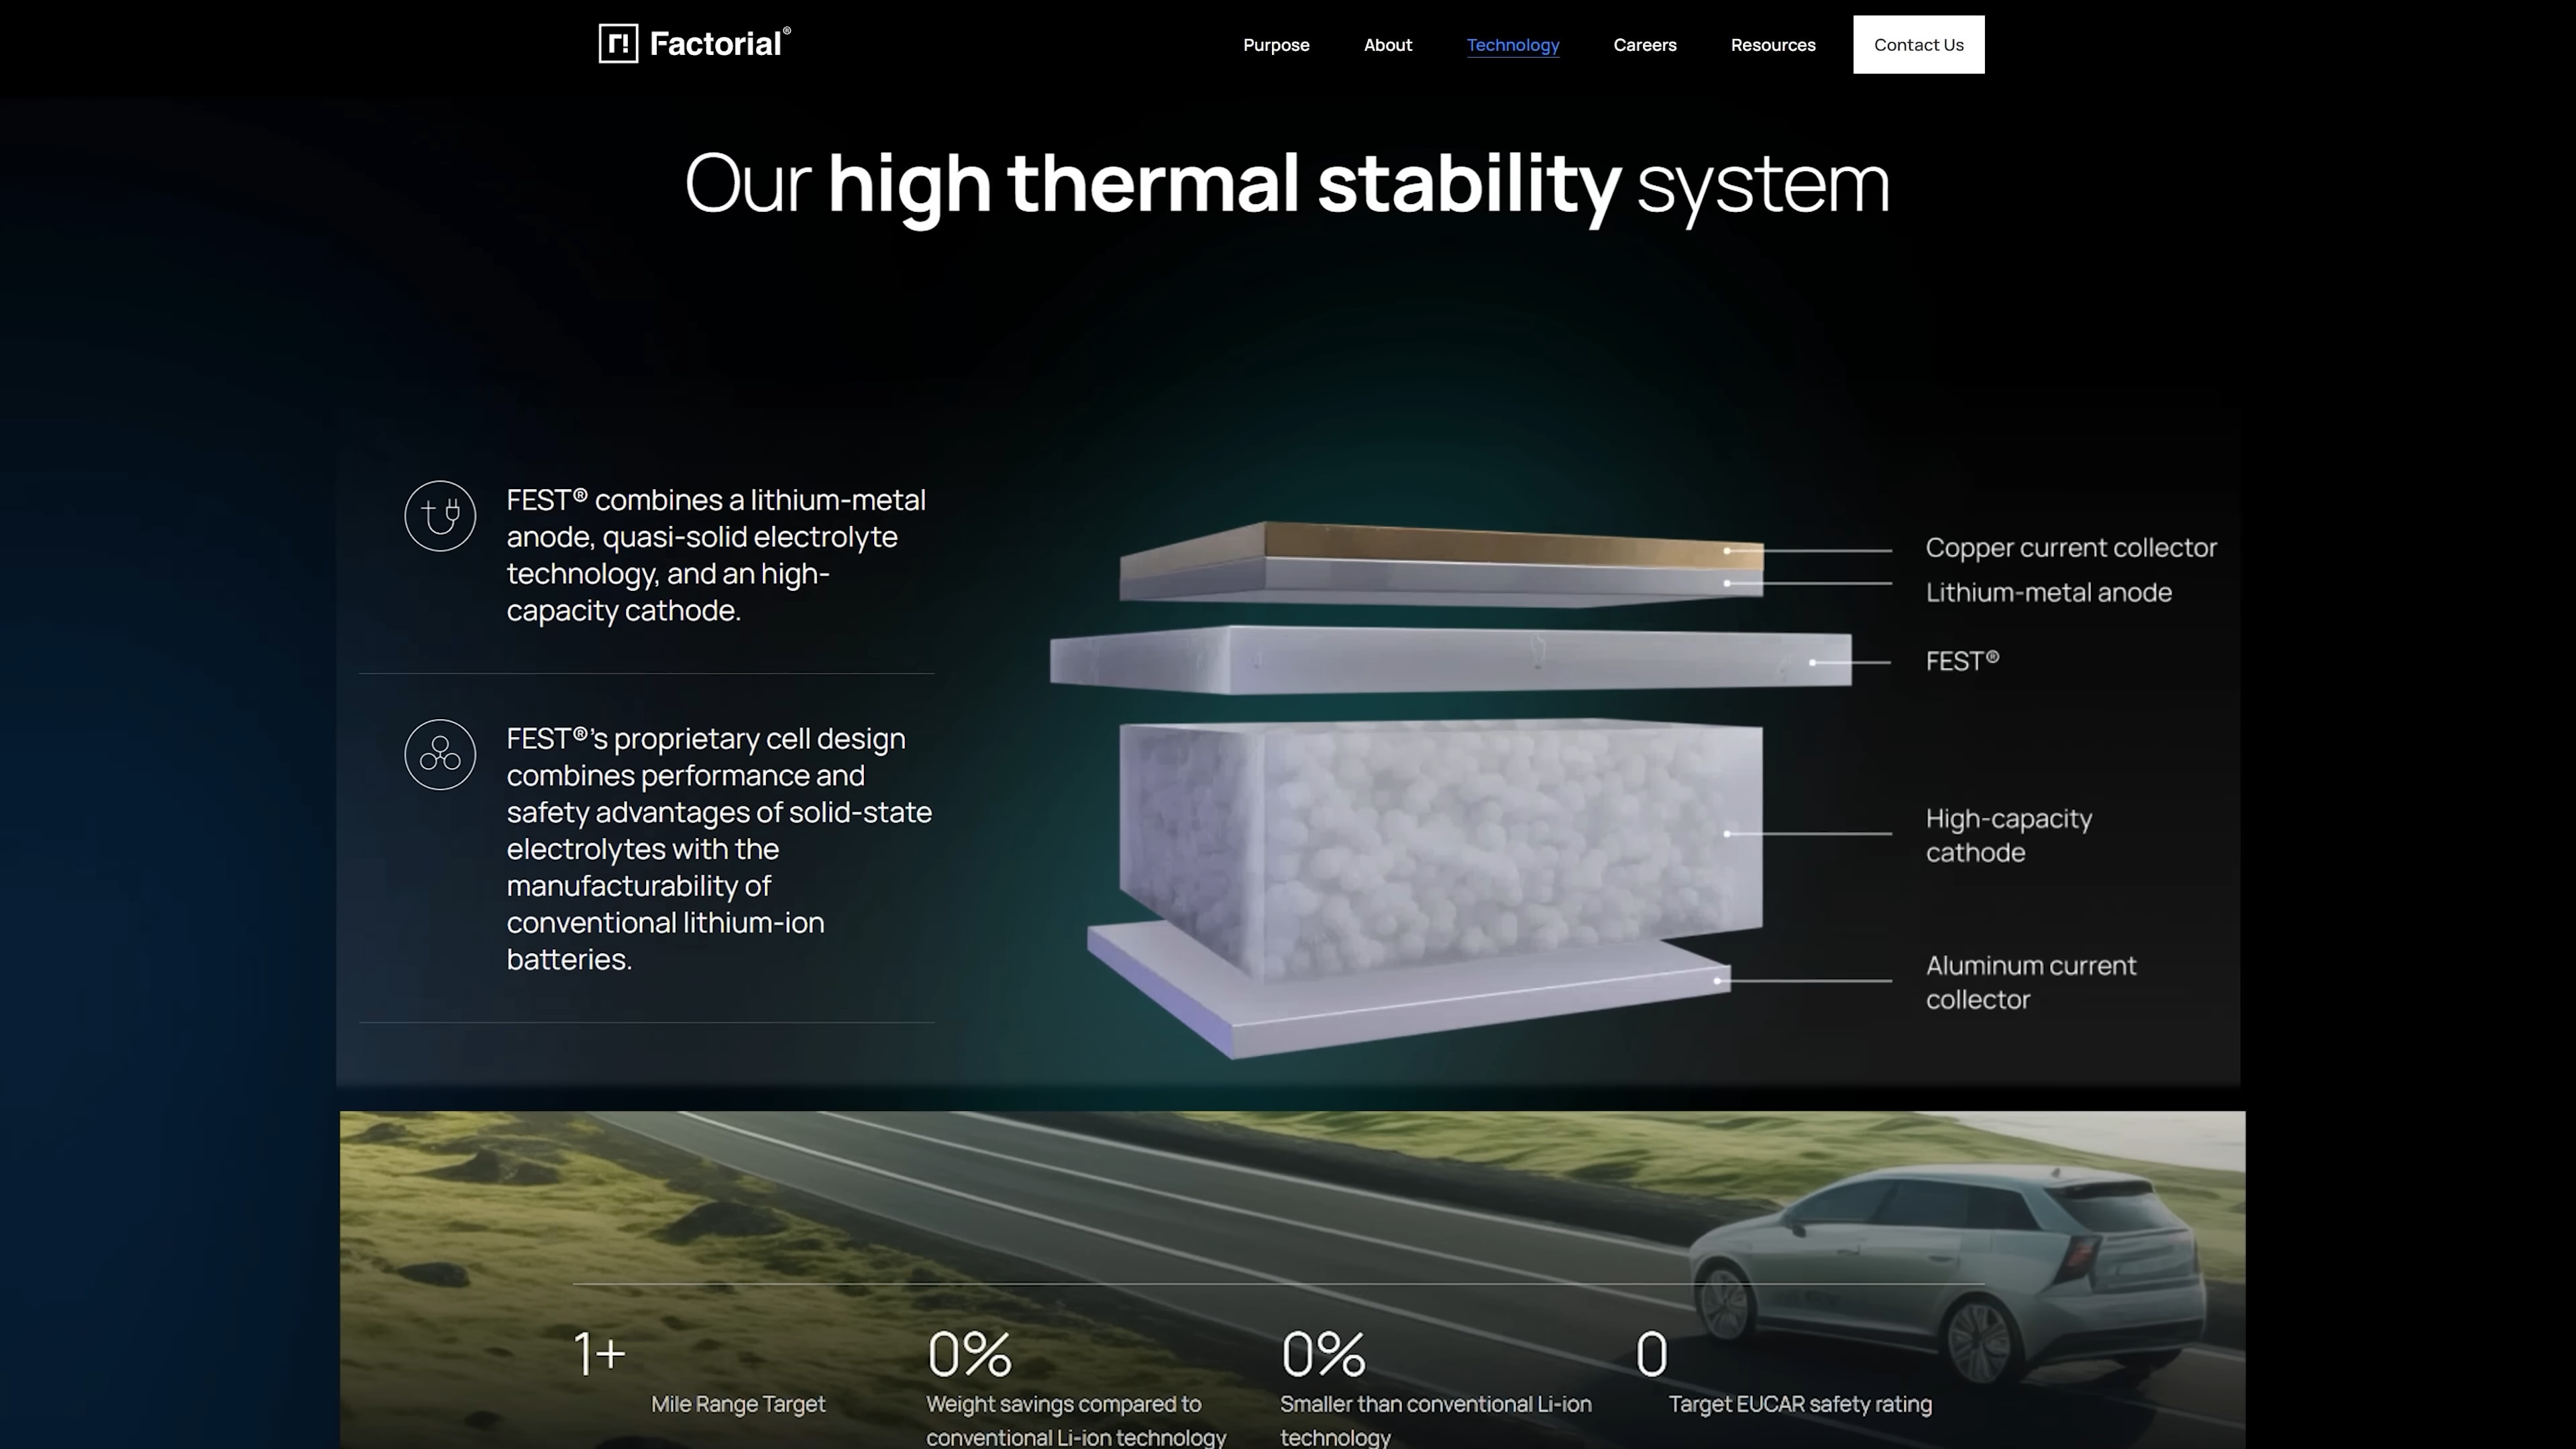 Factorial®
Purpose
About
Technology
Careers
Resources
Contact Us
Our high thermal stability system
FEST® combines a lithium-metal
anode, quasi-solid electrolyte
technology, and an high-
capacity cathode.
FEST®'s proprietary cell design
combines performance and
safety advantages of solid-state
electrolytes with the
manufacturability of
conventional lithium-ion
batteries.
Copper current collector
Lithium-metal anode
FEST®
High-capacity
cathode
Aluminum current
collector
1+
Mile Range Target
0%
Weight savings compared to
conventional Li-ion technology
0%
Smaller than conventional Li-ion
technology
0
Target EUCAR safety rating